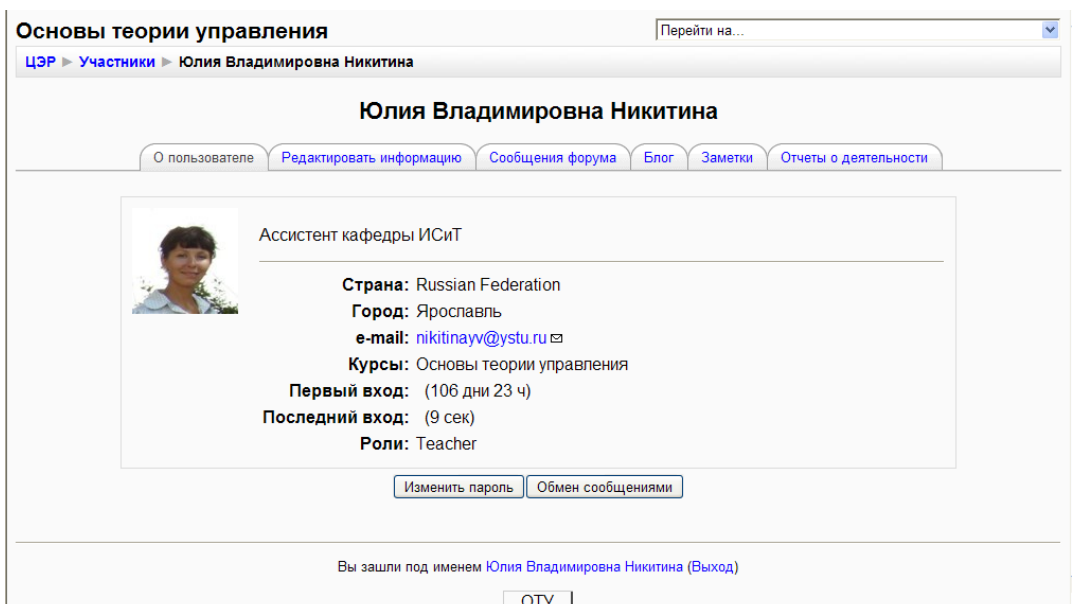 Основы теории управления
Перейти на...
ЦЭР ► Участники ► Юлия Владимировна Никитина
Юлия Владимировна Никитина
О пользователе Редактировать информацию Сообщения форума Блог Заметки Отчеты о деятельности
Ассистент кафедры ИСиТ
Страна: Russian Federation
Город: Ярославль
e-mail: nikitinayv@ystu.ru
Курсы: Основы теории управления
Первый вход: (106 дни 23 ч)
Последний вход: (9 сек)
Роли: Teacher
Изменить пароль Обмен сообщениями
Вы зашли под именем Юлия Владимировна Никитина (Выход)
ОТУ